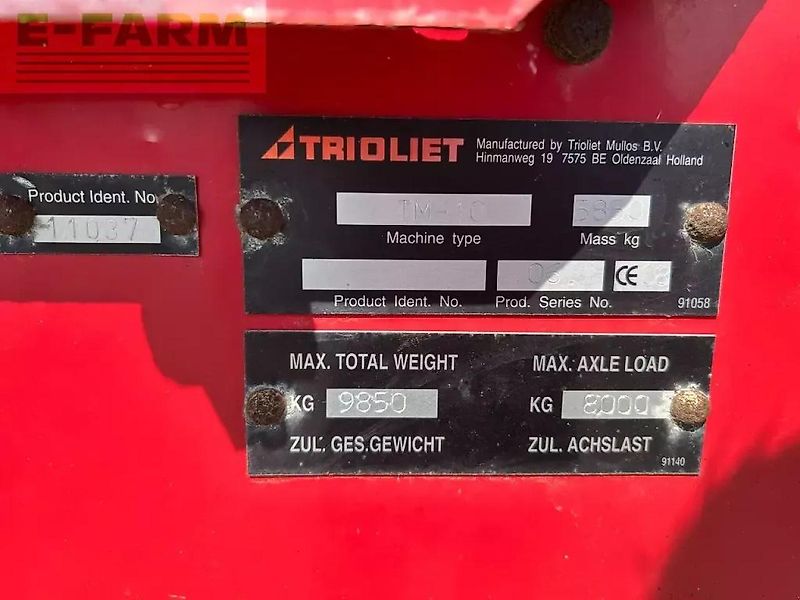 E-FARM
Product Ident. No.
11037
TRIOLIET
Manufactured by Trioliet Mullos B.V.
Hinmanweg 19 7575 BE Oldenzaal Holland
TM-10
Machine type
Mass kg
Product Ident. No.
Prod. Series No.
CE
91058
MAX. TOTAL WEIGHT
KG 9850
ZUL. GES.GEWICHT
MAX. AXLE LOAD
KG 8000
ZUL. ACHSLAST
91140